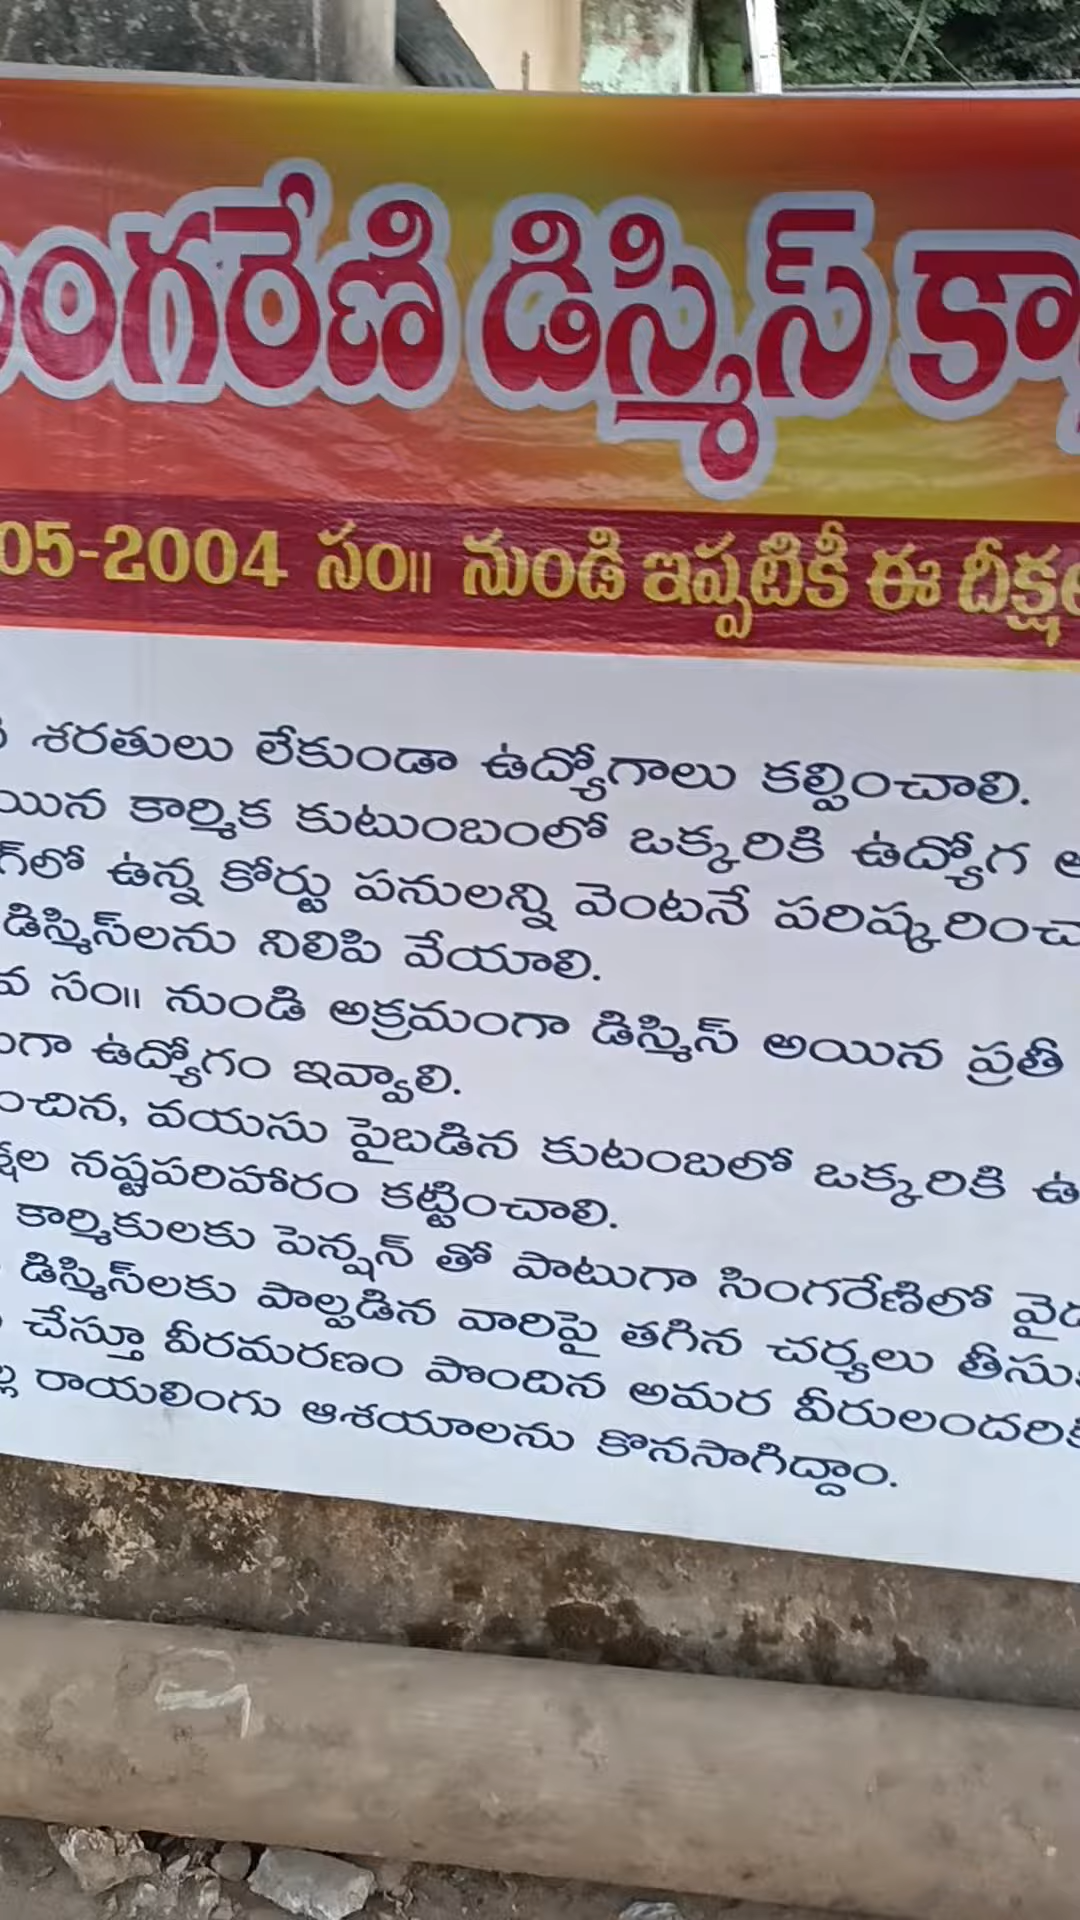 సింగరేణి డిస్మిస్ కా
05-2004 సం॥ నుండి ఇప్పటికీ ఈ దీక్షల
శరతులు లేకుండా ఉద్యోగాలు కల్పించాలి.
యిన కార్మిక కుటుంబంలో ఒక్కరికి ఉద్యోగ అ
గ్‌లో ఉన్న కోర్టు పనులన్ని వెంటనే పరిష్కరించా
డిస్మిస్‌లను నిలిపి వేయాలి.
వ సం॥ నుండి అక్రమంగా డిస్మిస్ అయిన ప్రతీ
ంగా ఉద్యోగం ఇవ్వాలి.
ంచిన, వయసు పైబడిన కుటంబలో ఒక్కరికి ఉ
క్షల నష్టపరిహారం కట్టించాలి.
కార్మికులకు పెన్షన్ తో పాటుగా సింగరేణిలో వైద
డిస్మిస్‌లకు పాల్పడిన వారిపై తగిన చర్యలు తీసు
చేస్తూ వీరమరణం పొందిన అమర వీరులందరికి
ల్ల రాయలింగు ఆశయాలను కొనసాగిద్దాం.